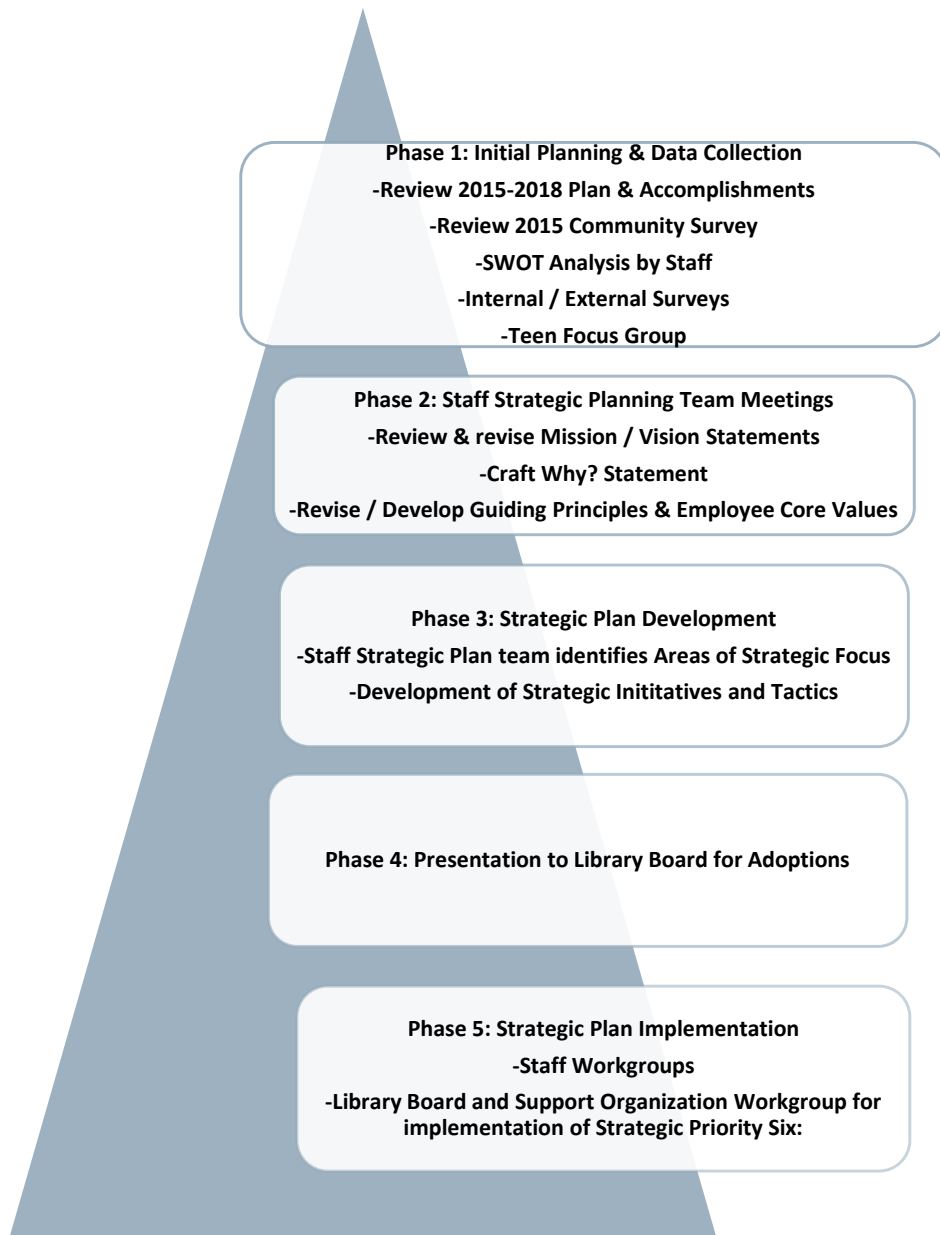 Phase 1: Initial Planning & Data Collection
-Review 2015-2018 Plan & Accomplishments
-Review 2015 Community Survey
-SWOT Analysis by Staff
-Internal / External Surveys
-Teen Focus Group
Phase 2: Staff Strategic Planning Team Meetings
-Review & revise Mission / Vision Statements
-Craft Why? Statement
-Revise / Develop Guiding Principles & Employee Core Values
Phase 3: Strategic Plan Development
-Staff Strategic Plan team identifies Areas of Strategic Focus
-Development of Strategic Inititatives and Tactics
Phase 4: Presentation to Library Board for Adoptions
Phase 5: Strategic Plan Implementation
-Staff Workgroups
-Library Board and Support Organization Workgroup for
implementation of Strategic Priority Six: